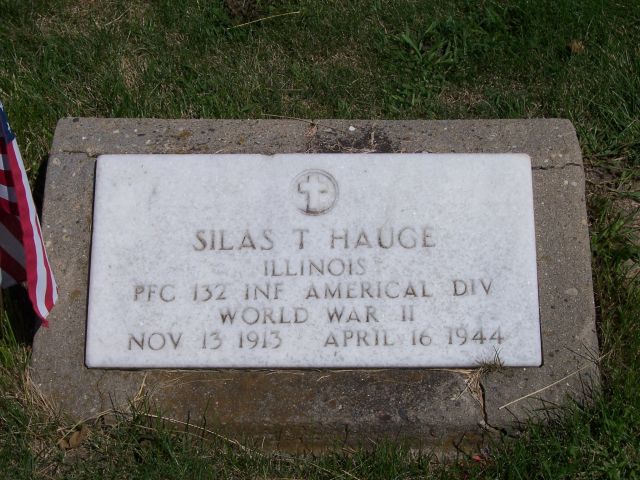 SILAS T HAUGE
ILLINOIS
PFC 132 INF AMERICAL DIV
WORLD WAR II
NOV 13 1913 APRIL 16 1944